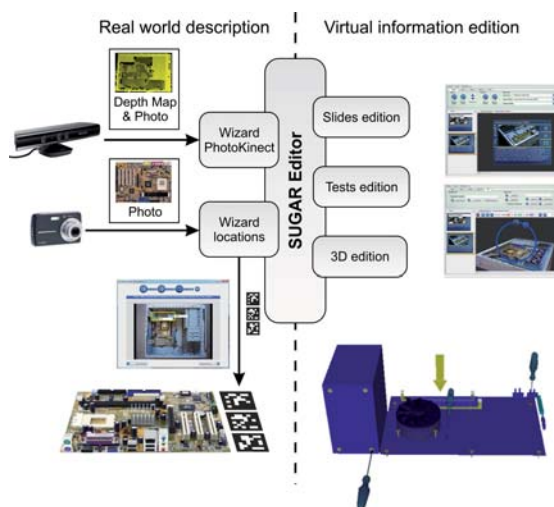 Real world description
Virtual information edition
Depth Map
& Photo
Wizard
PhotoKinect
Photo
Wizard
locations
SUGAR Editor
Slides edition
Tests edition
3D edition